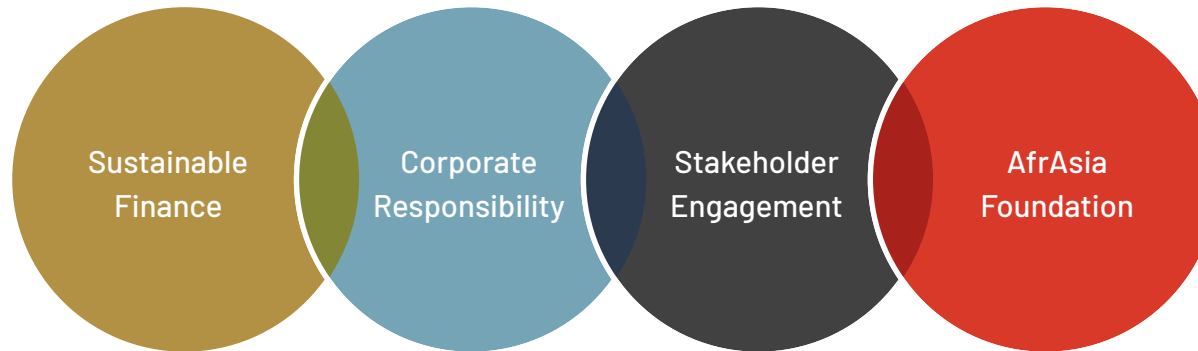 Sustainable
Finance
Corporate
Responsibility
Stakeholder
Engagement
AfrAsia
Foundation